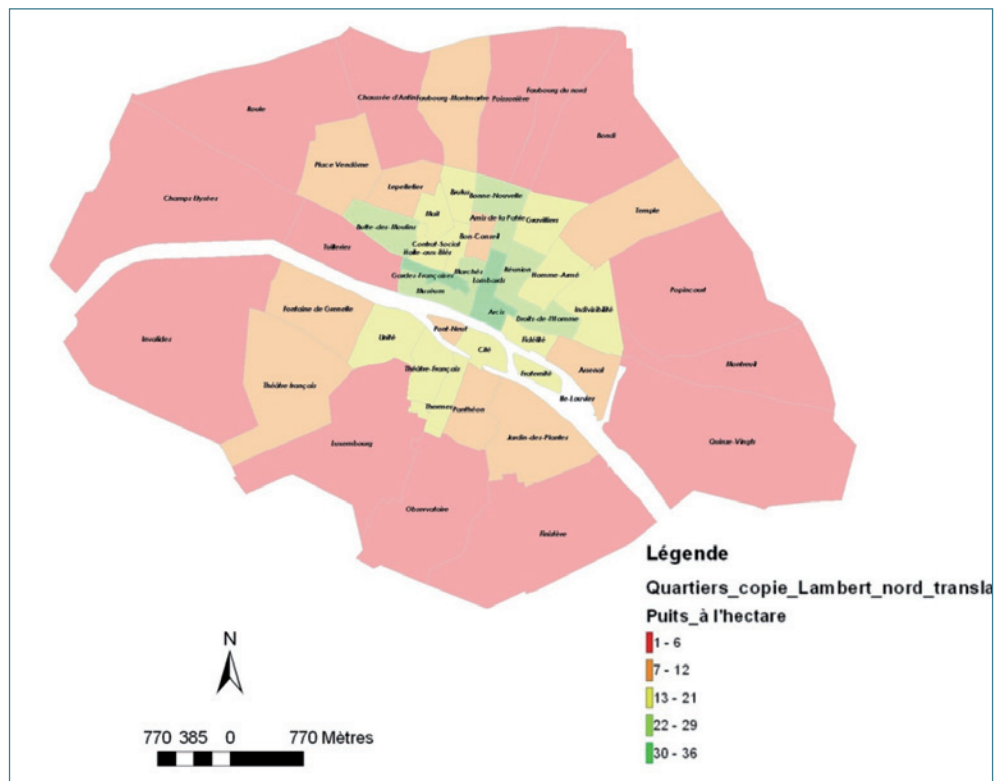 Faubourg du nord
Chaussée d'Antin
Faubourg-Montmartre
Poissonière
Roule
Bondi
Place Vendôme
Lepelletier
Brutus
Bonne-Nouvelle
Champs Elysées
Mail
Amis de la Patrie
Gravilliers
Temple
Butte-des-Moulins
Bon-Conseil
Contrat-Social
Tuileries
Halle-aux-Blés
Gardes-Françaises
Marchés
Réunion
Homme-Armé
Lombards
Popincourt
Muséum
Fontaine de Grenelle
Arcis
Droits-de-l'Homme
Indivisibilité
Pont-Neuf
Invalides
Unité
Fidélité
Cité
Montreuil
Théâtre-Français
Fraternité
Arsenal
Théâtre français
Ile-Louvier
Thermes
Panthéon
Luxembourg
Jardin-des-Plantes
Quinze-Vingts
Observatoire
Finistère
Légende
Quartiers_copie_Lambert_nord_transla
Puits_à l'hectare
1 - 6
7 - 12
13 - 21
22 - 29
30 - 36
N
770 385 0 770 Mètres